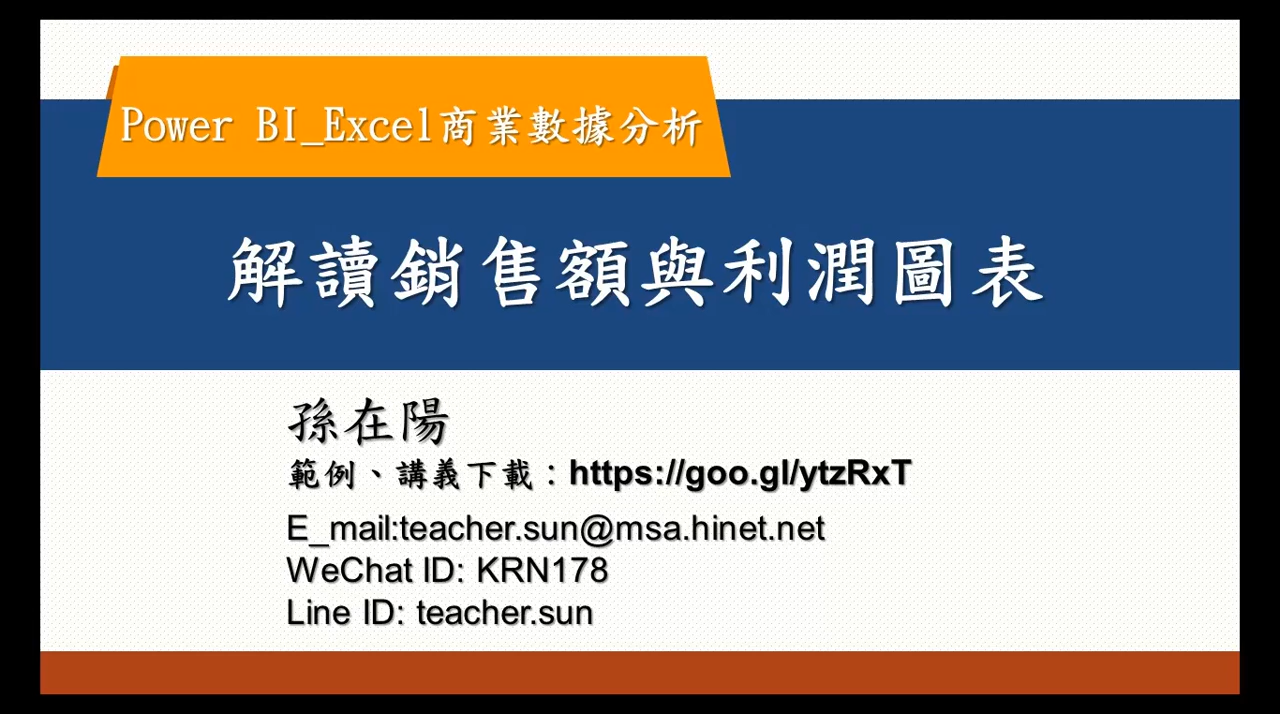 Power BI_Excel商業數據分析
解讀銷售額與利潤圖表
孫在陽
範例、講義下載：https://goo.gl/ytzRxT
E_mail:teacher.sun@msa.hinet.net
WeChat ID: KRN178
Line ID: teacher.sun